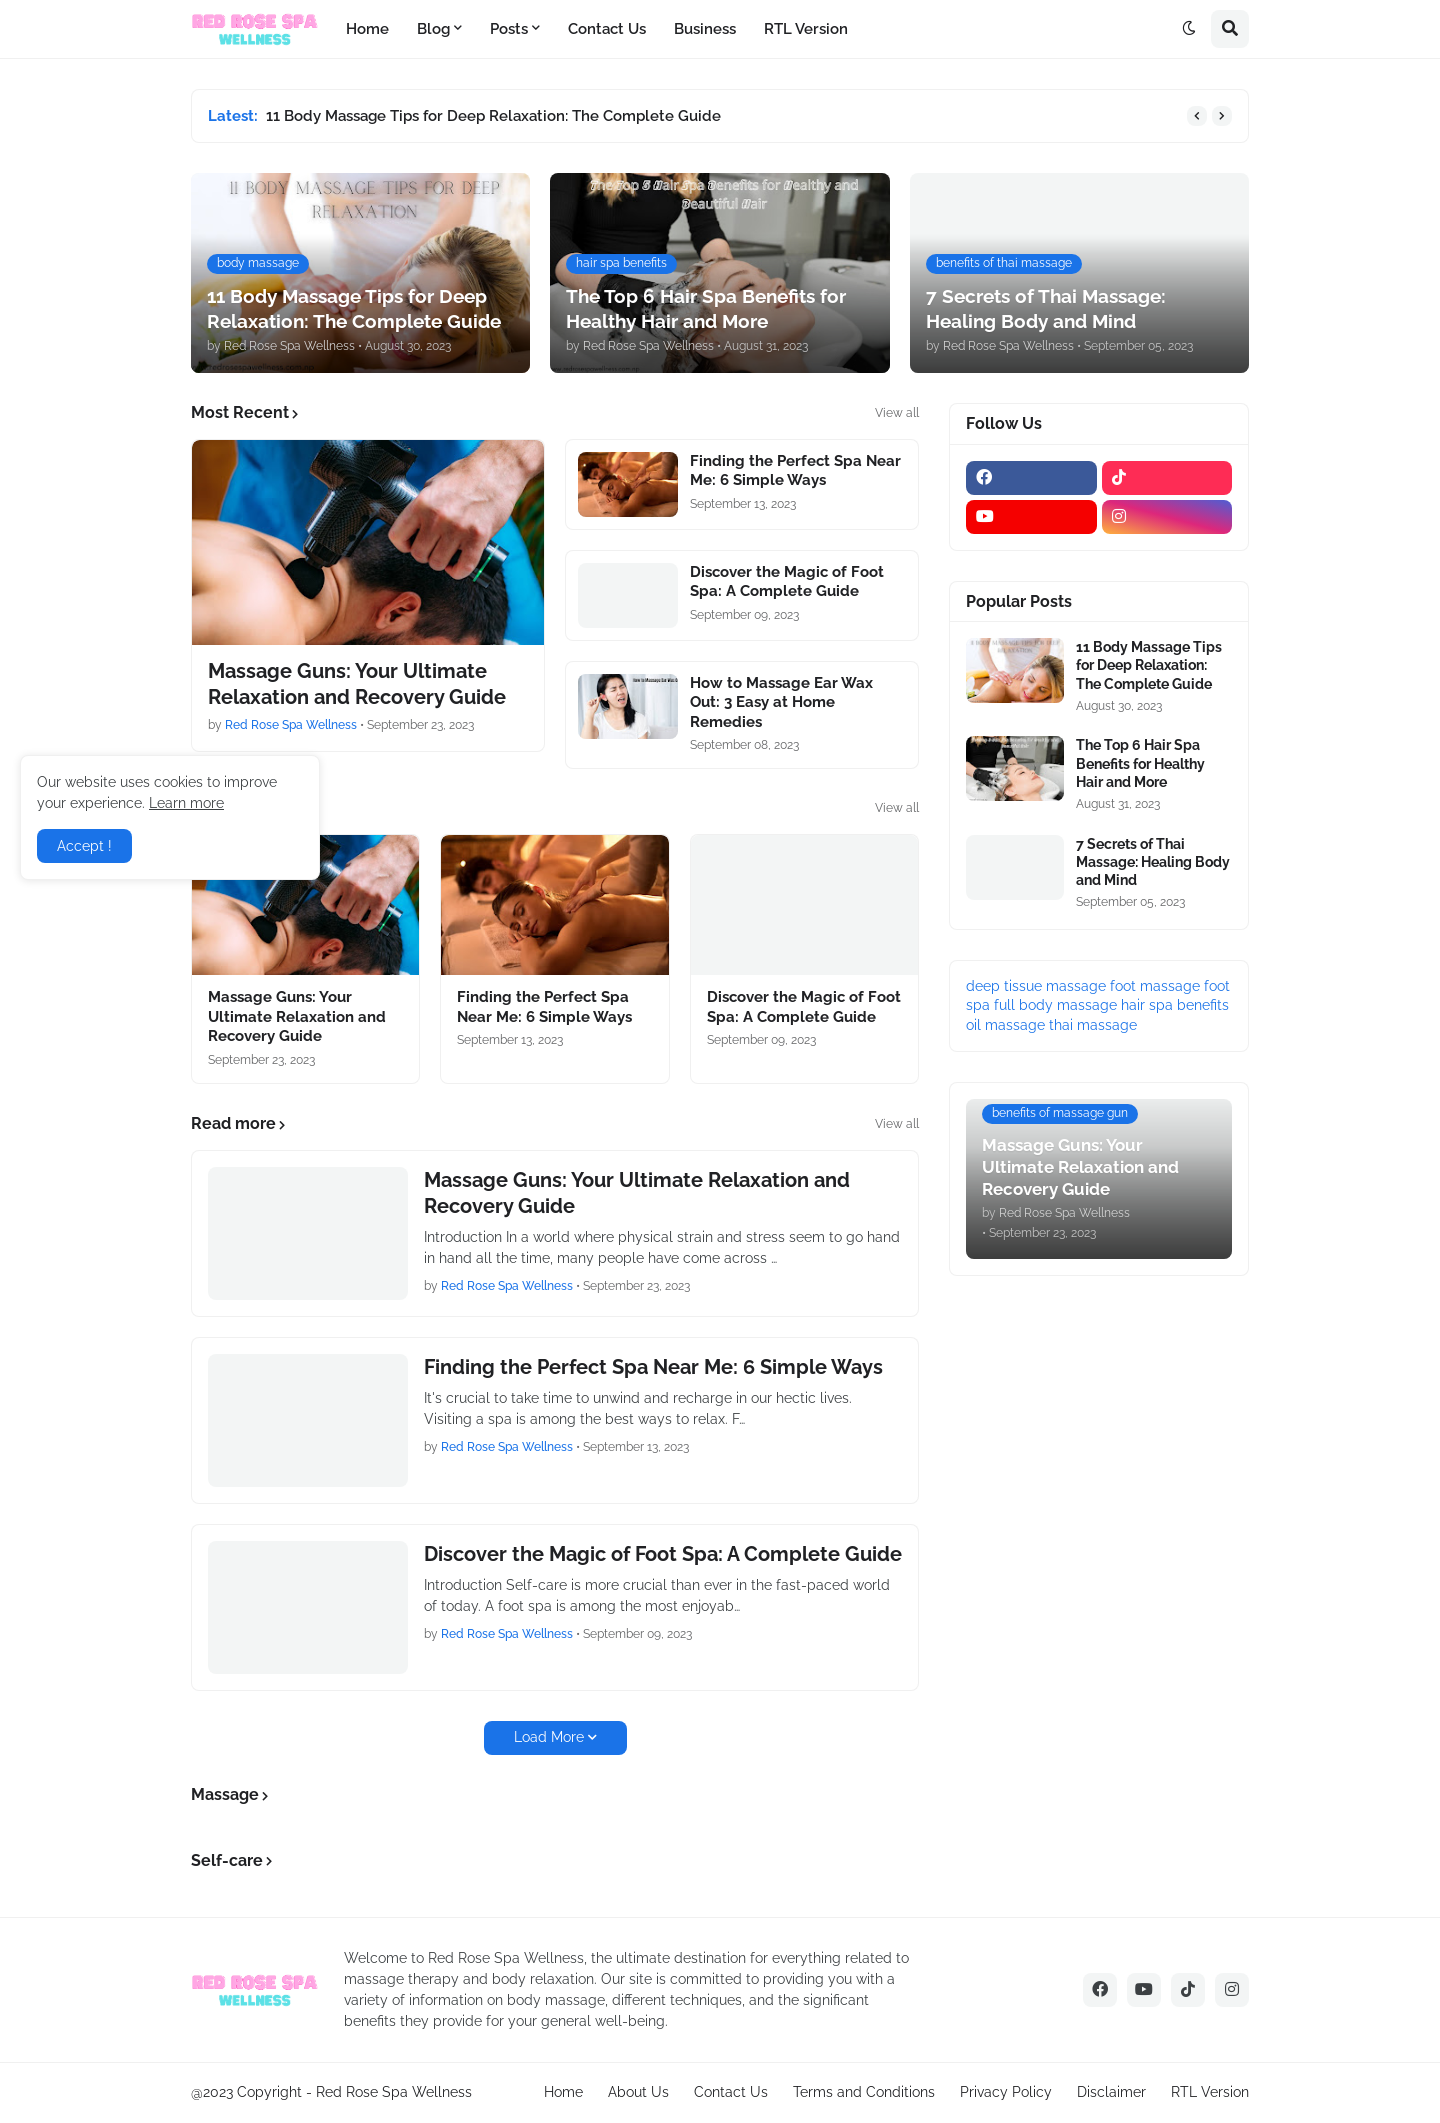 RED ROSE SPA
WELLNESS
Home Blog Posts Contact Us Business RTL Version
Latest: 11 Body Massage Tips for Deep Relaxation: The Complete Guide
11 BODY MASSAGE TIPS FOR DEEP
RELAXATION
body massage
11 Body Massage Tips for Deep
Relaxation: The Complete Guide
by Red Rose Spa Wellness • August 30, 2023
The Top 6 Hair Spa Benefits for Healthy and
Beautiful Hair
hair spa benefits
The Top 6 Hair Spa Benefits for
Healthy Hair and More
by Red Rose Spa Wellness • August 31, 2023
benefits of thai massage
7 Secrets of Thai Massage:
Healing Body and Mind
by Red Rose Spa Wellness • September 05, 2023
Most Recent
View all
Massage Guns: Your Ultimate
Relaxation and Recovery Guide
by Red Rose Spa Wellness • September 23, 2023
Finding the Perfect Spa Near
Me: 6 Simple Ways
September 13, 2023
Discover the Magic of Foot
Spa: A Complete Guide
September 09, 2023
How to Massage Ear Wax
Out: 3 Easy at Home
Remedies
September 08, 2023
Follow Us
Popular Posts
11 Body Massage Tips
for Deep Relaxation:
The Complete Guide
August 30, 2023
The Top 6 Hair Spa
Benefits for Healthy
Hair and More
August 31, 2023
7 Secrets of Thai
Massage: Healing Body
and Mind
September 05, 2023
deep tissue massage foot massage foot
spa full body massage hair spa benefits
oil massage thai massage
benefits of massage gun
Massage Guns: Your
Ultimate Relaxation and
Recovery Guide
by Red Rose Spa Wellness
• September 23, 2023
Our website uses cookies to improve
your experience. Learn more
Accept !
View all
Massage Guns: Your
Ultimate Relaxation and
Recovery Guide
September 23, 2023
Finding the Perfect Spa
Near Me: 6 Simple Ways
September 13, 2023
Discover the Magic of Foot
Spa: A Complete Guide
September 09, 2023
Read more
View all
Massage Guns: Your Ultimate Relaxation and
Recovery Guide
Introduction In a world where physical strain and stress seem to go hand
in hand all the time, many people have come across …
by Red Rose Spa Wellness • September 23, 2023
Finding the Perfect Spa Near Me: 6 Simple Ways
It's crucial to take time to unwind and recharge in our hectic lives.
Visiting a spa is among the best ways to relax. F…
by Red Rose Spa Wellness • September 13, 2023
Discover the Magic of Foot Spa: A Complete Guide
Introduction Self-care is more crucial than ever in the fast-paced world
of today. A foot spa is among the most enjoyab…
by Red Rose Spa Wellness • September 09, 2023
Load More
Massage
Self-care
RED ROSE SPA
WELLNESS
Welcome to Red Rose Spa Wellness, the ultimate destination for everything related to
massage therapy and body relaxation. Our site is committed to providing you with a
variety of information on body massage, different techniques, and the significant
benefits they provide for your general well-being.
@2023 Copyright - Red Rose Spa Wellness
Home About Us Contact Us Terms and Conditions Privacy Policy Disclaimer RTL Version